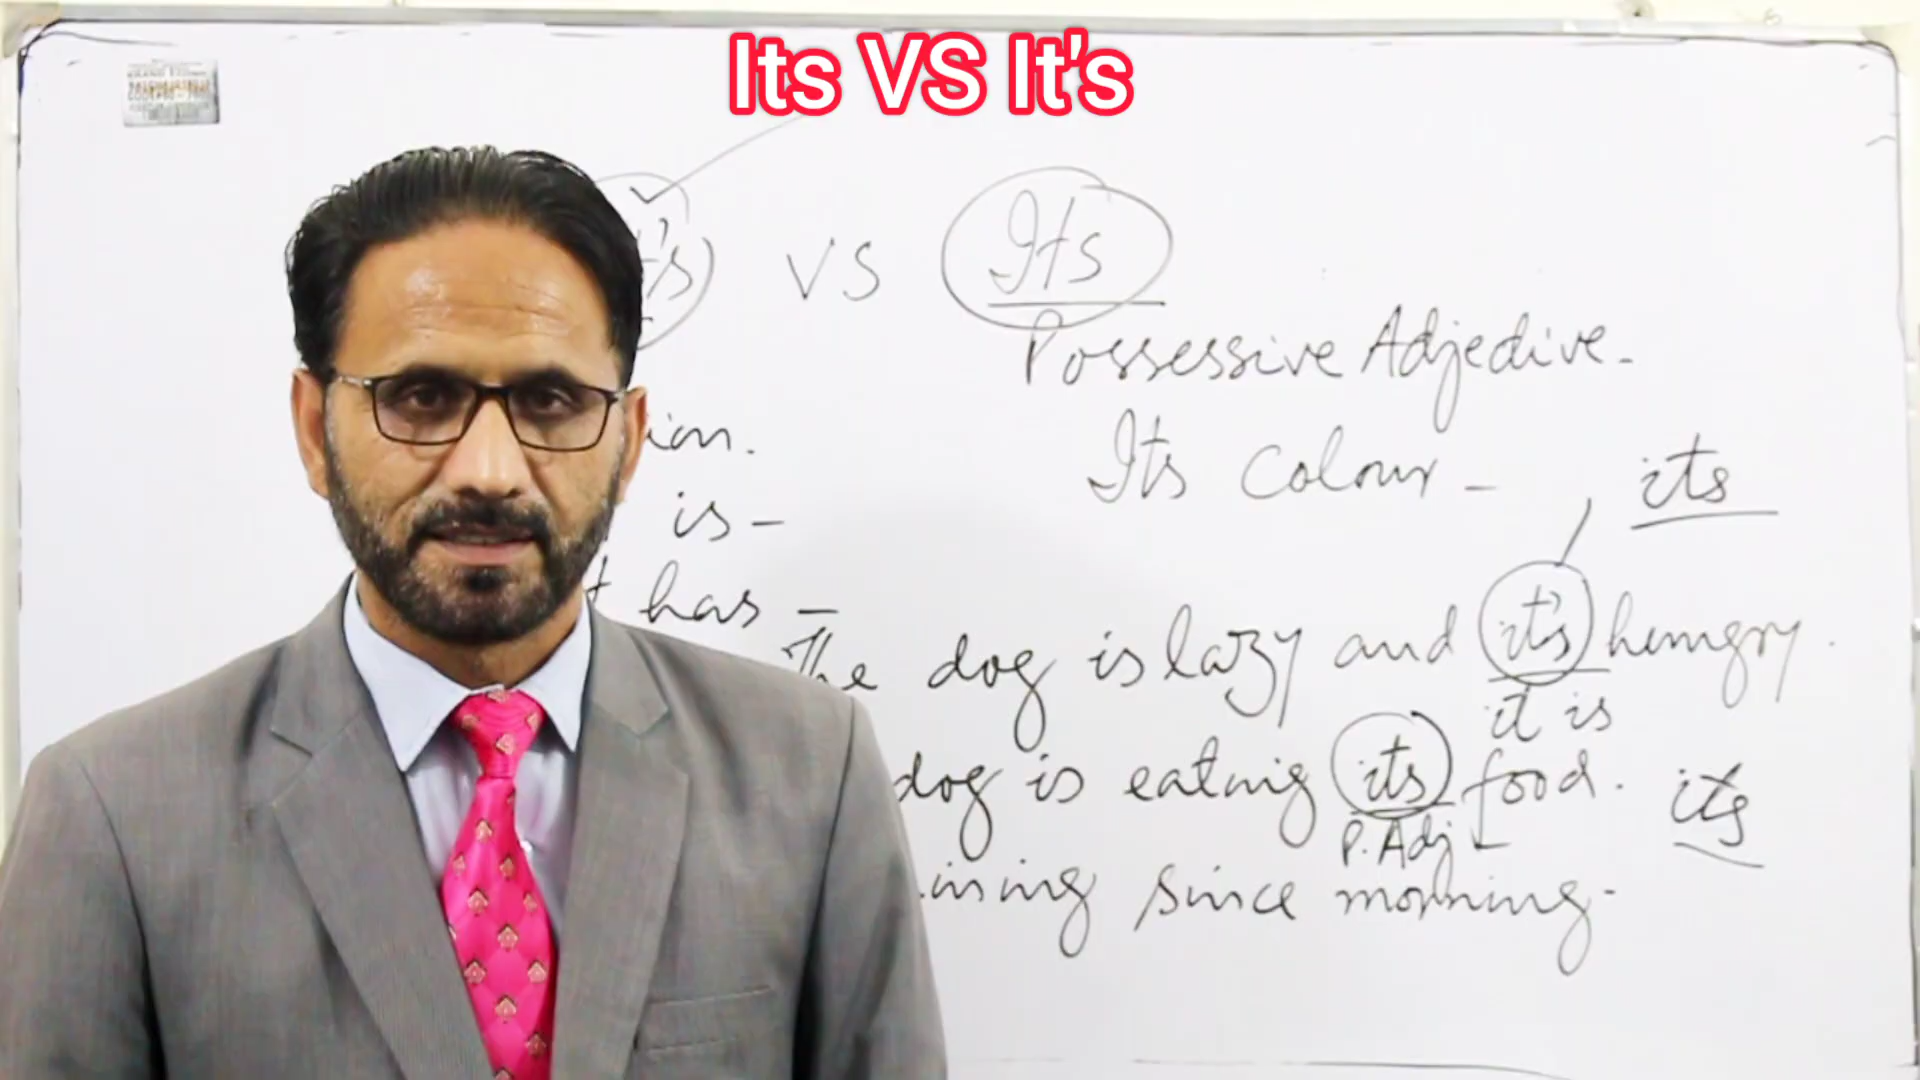 Its VS It's
VS Its
Possessive Adjective.
Its Colour -
is - its
has -
The dog is lazy and it's hungry.
it is
dog is eating its food. its
P. Adj
since morning.